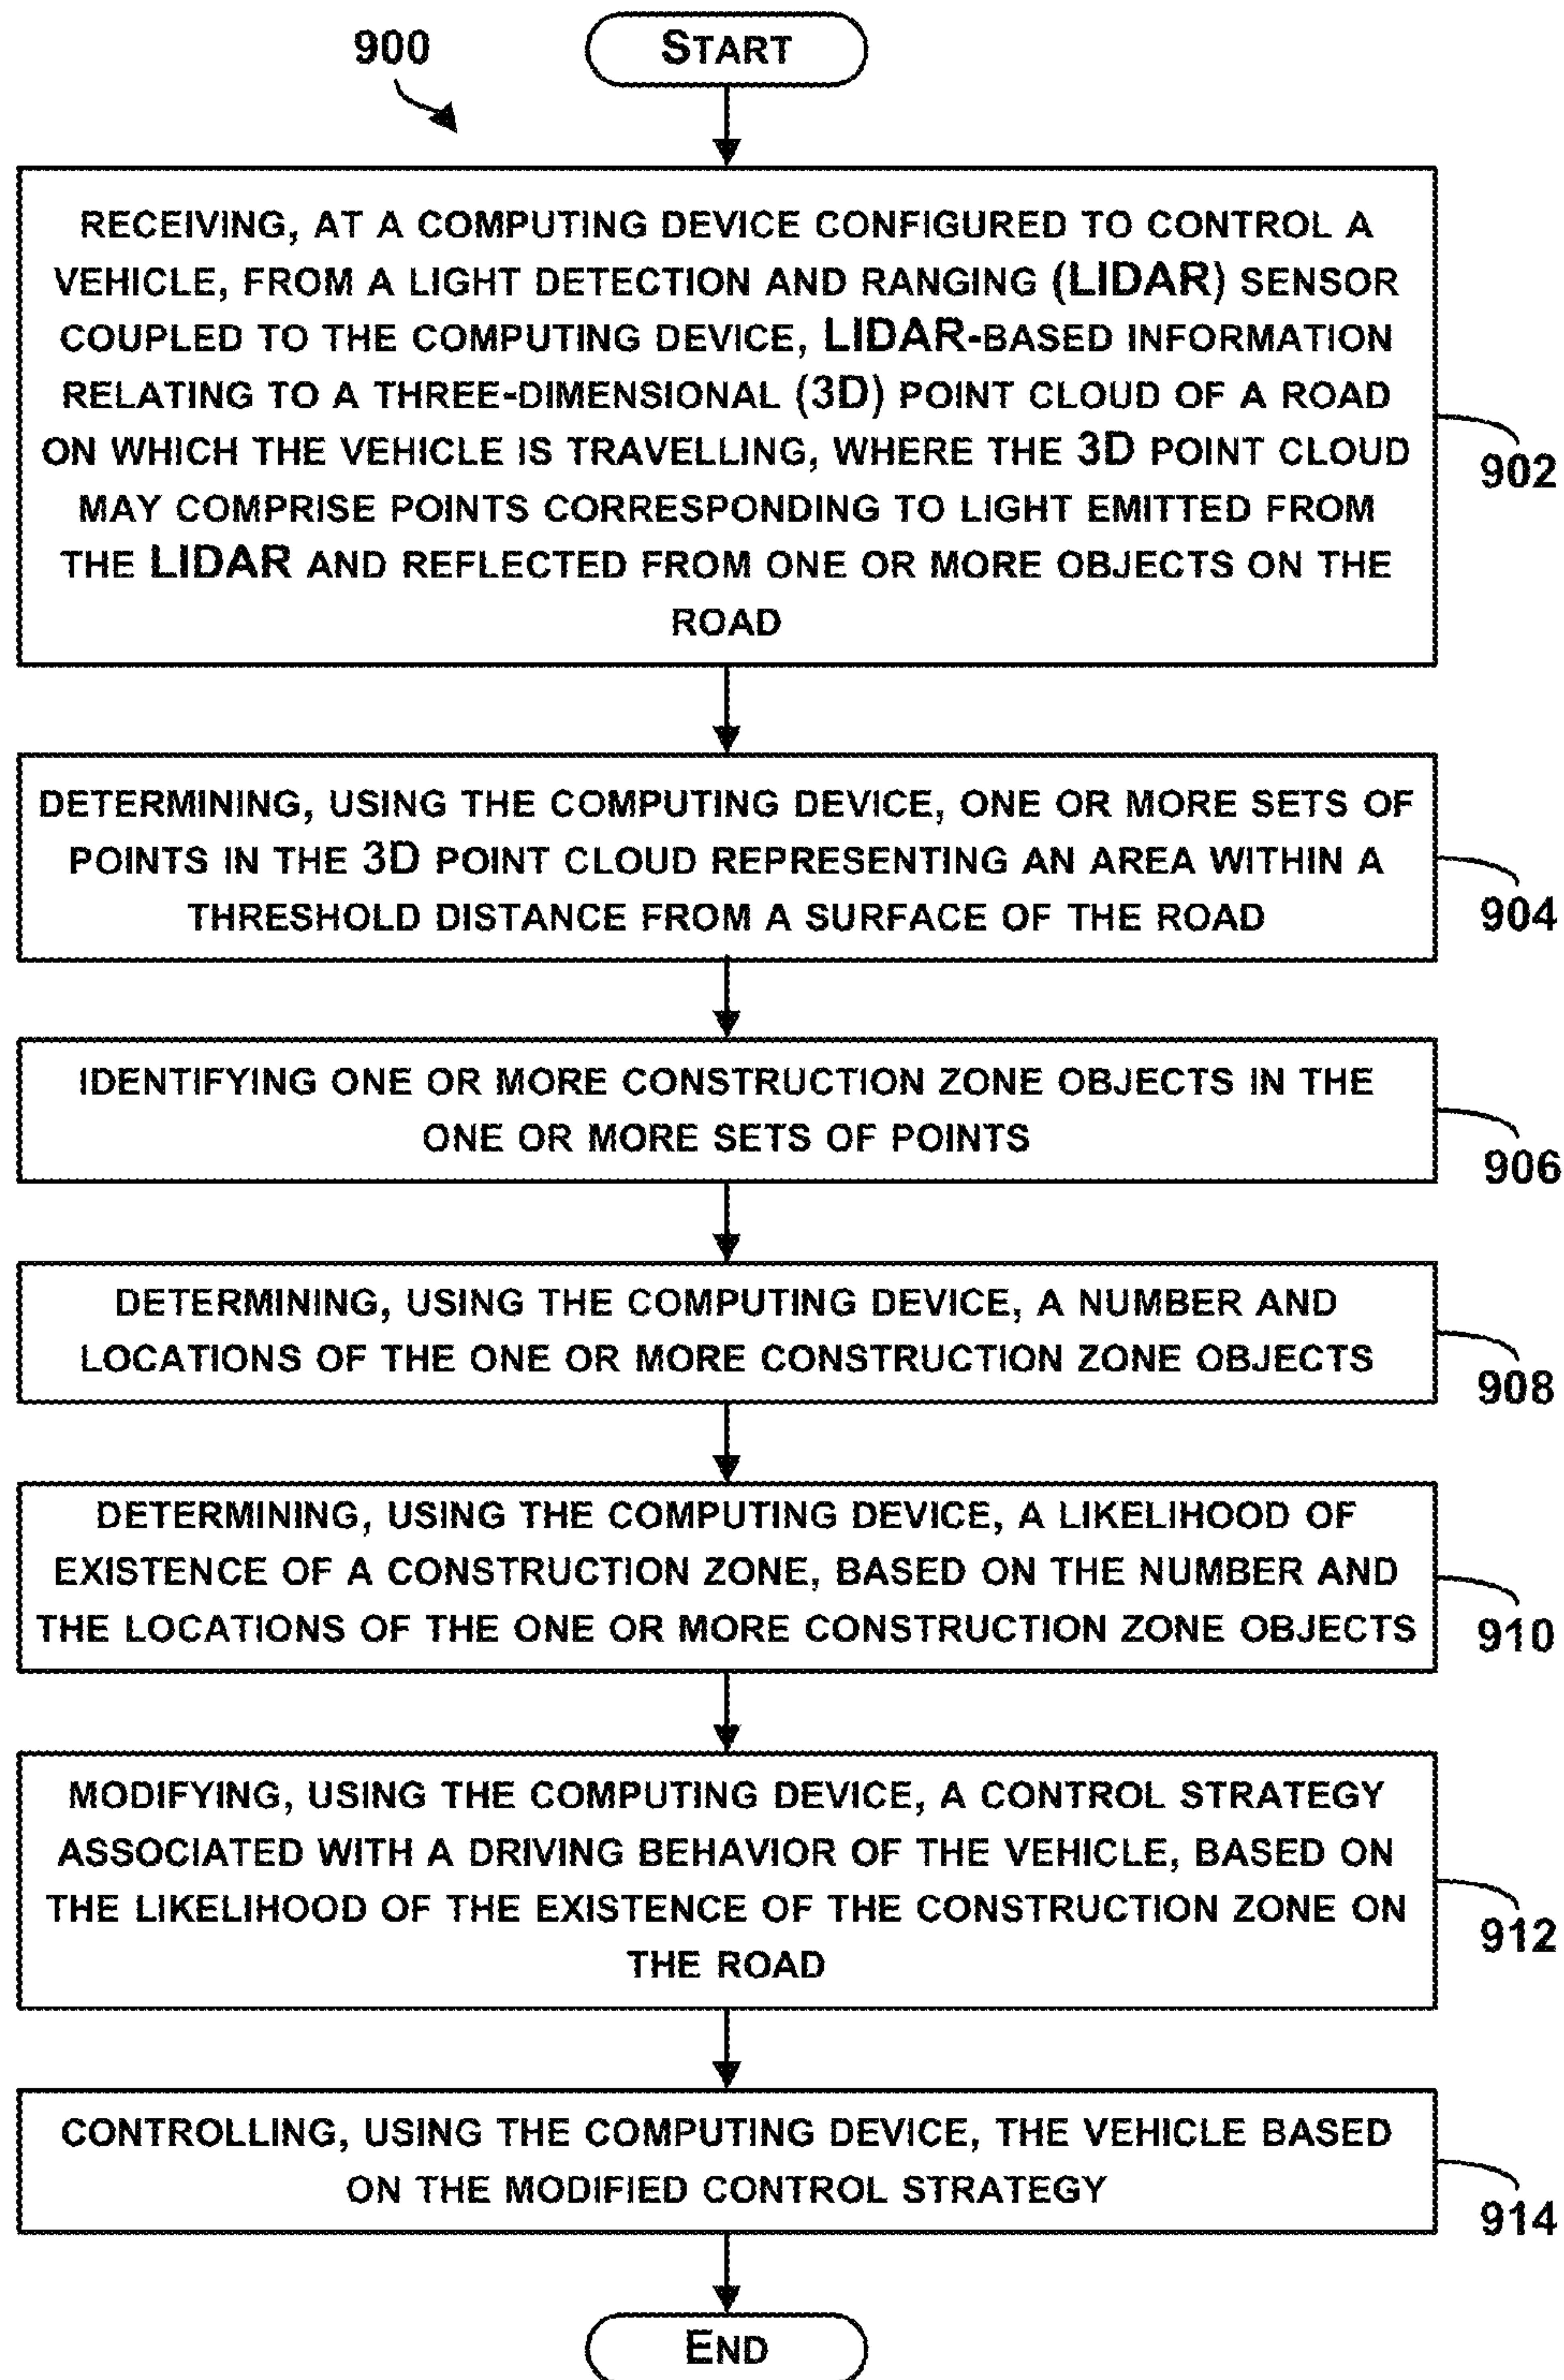 900
START
RECEIVING, AT A COMPUTING DEVICE CONFIGURED TO CONTROL A
VEHICLE, FROM A LIGHT DETECTION AND RANGING (LIDAR) SENSOR
COUPLED TO THE COMPUTING DEVICE, LIDAR-BASED INFORMATION
RELATING TO A THREE-DIMENSIONAL (3D) POINT CLOUD OF A ROAD
ON WHICH THE VEHICLE IS TRAVELLING, WHERE THE 3D POINT CLOUD
MAY COMPRISE POINTS CORRESPONDING TO LIGHT EMITTED FROM
THE LIDAR AND REFLECTED FROM ONE OR MORE OBJECTS ON THE
ROAD
902
DETERMINING, USING THE COMPUTING DEVICE, ONE OR MORE SETS OF
POINTS IN THE 3D POINT CLOUD REPRESENTING AN AREA WITHIN A
THRESHOLD DISTANCE FROM A SURFACE OF THE ROAD
904
IDENTIFYING ONE OR MORE CONSTRUCTION ZONE OBJECTS IN THE
ONE OR MORE SETS OF POINTS
906
DETERMINING, USING THE COMPUTING DEVICE, A NUMBER AND
LOCATIONS OF THE ONE OR MORE CONSTRUCTION ZONE OBJECTS
908
DETERMINING, USING THE COMPUTING DEVICE, A LIKELIHOOD OF
EXISTENCE OF A CONSTRUCTION ZONE, BASED ON THE NUMBER AND
THE LOCATIONS OF THE ONE OR MORE CONSTRUCTION ZONE OBJECTS
910
MODIFYING, USING THE COMPUTING DEVICE, A CONTROL STRATEGY
ASSOCIATED WITH A DRIVING BEHAVIOR OF THE VEHICLE, BASED ON
THE LIKELIHOOD OF THE EXISTENCE OF THE CONSTRUCTION ZONE ON
THE ROAD
912
CONTROLLING, USING THE COMPUTING DEVICE, THE VEHICLE BASED
ON THE MODIFIED CONTROL STRATEGY
914
END